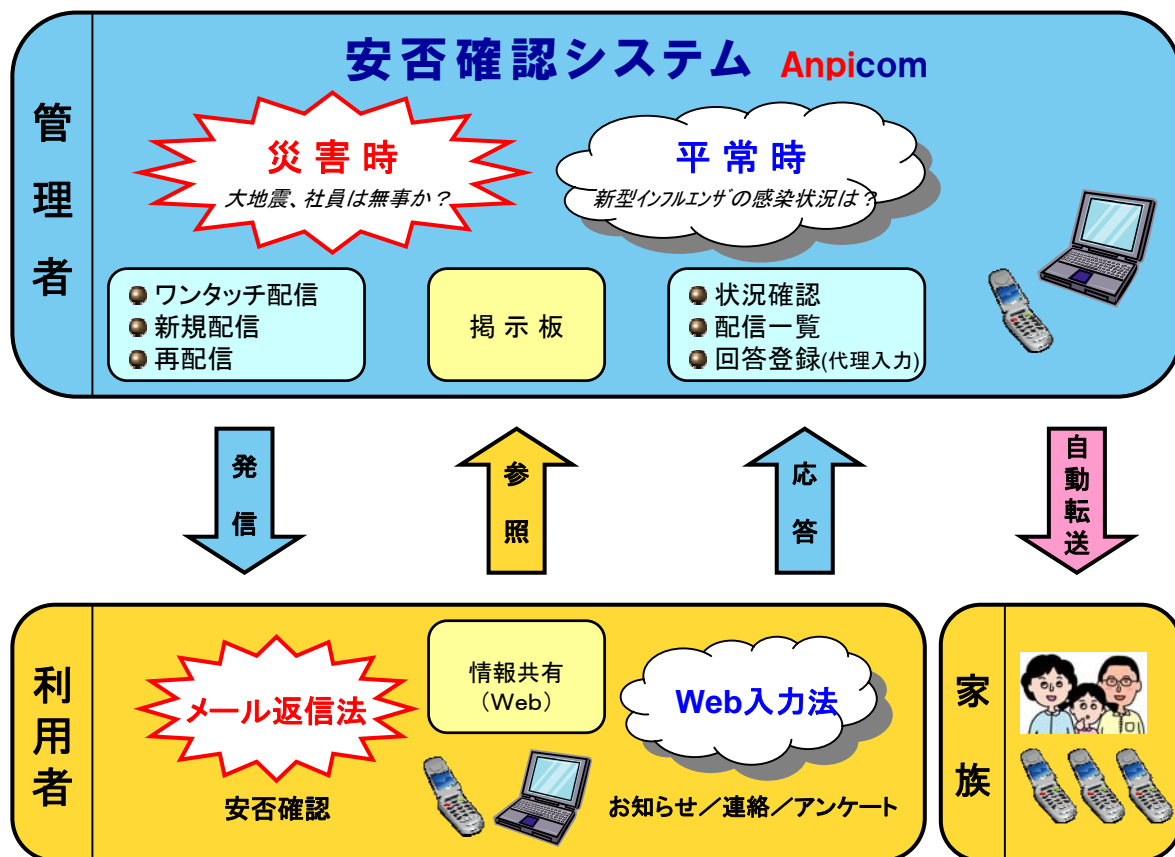 安否確認システム Anpicom
管理者
災害時
大地震、社員は無事か？
平常時
新型ｲﾝﾌﾙｴﾝｻﾞの感染状況は？
ワンタッチ配信
新規配信
再配信
掲示板
状況確認
配信一覧
回答登録(代理入力)
発信
参照
応答
自動転送
利用者
メール返信法
安否確認
情報共有
（Web）
Web入力法
お知らせ／連絡／アンケート
家族